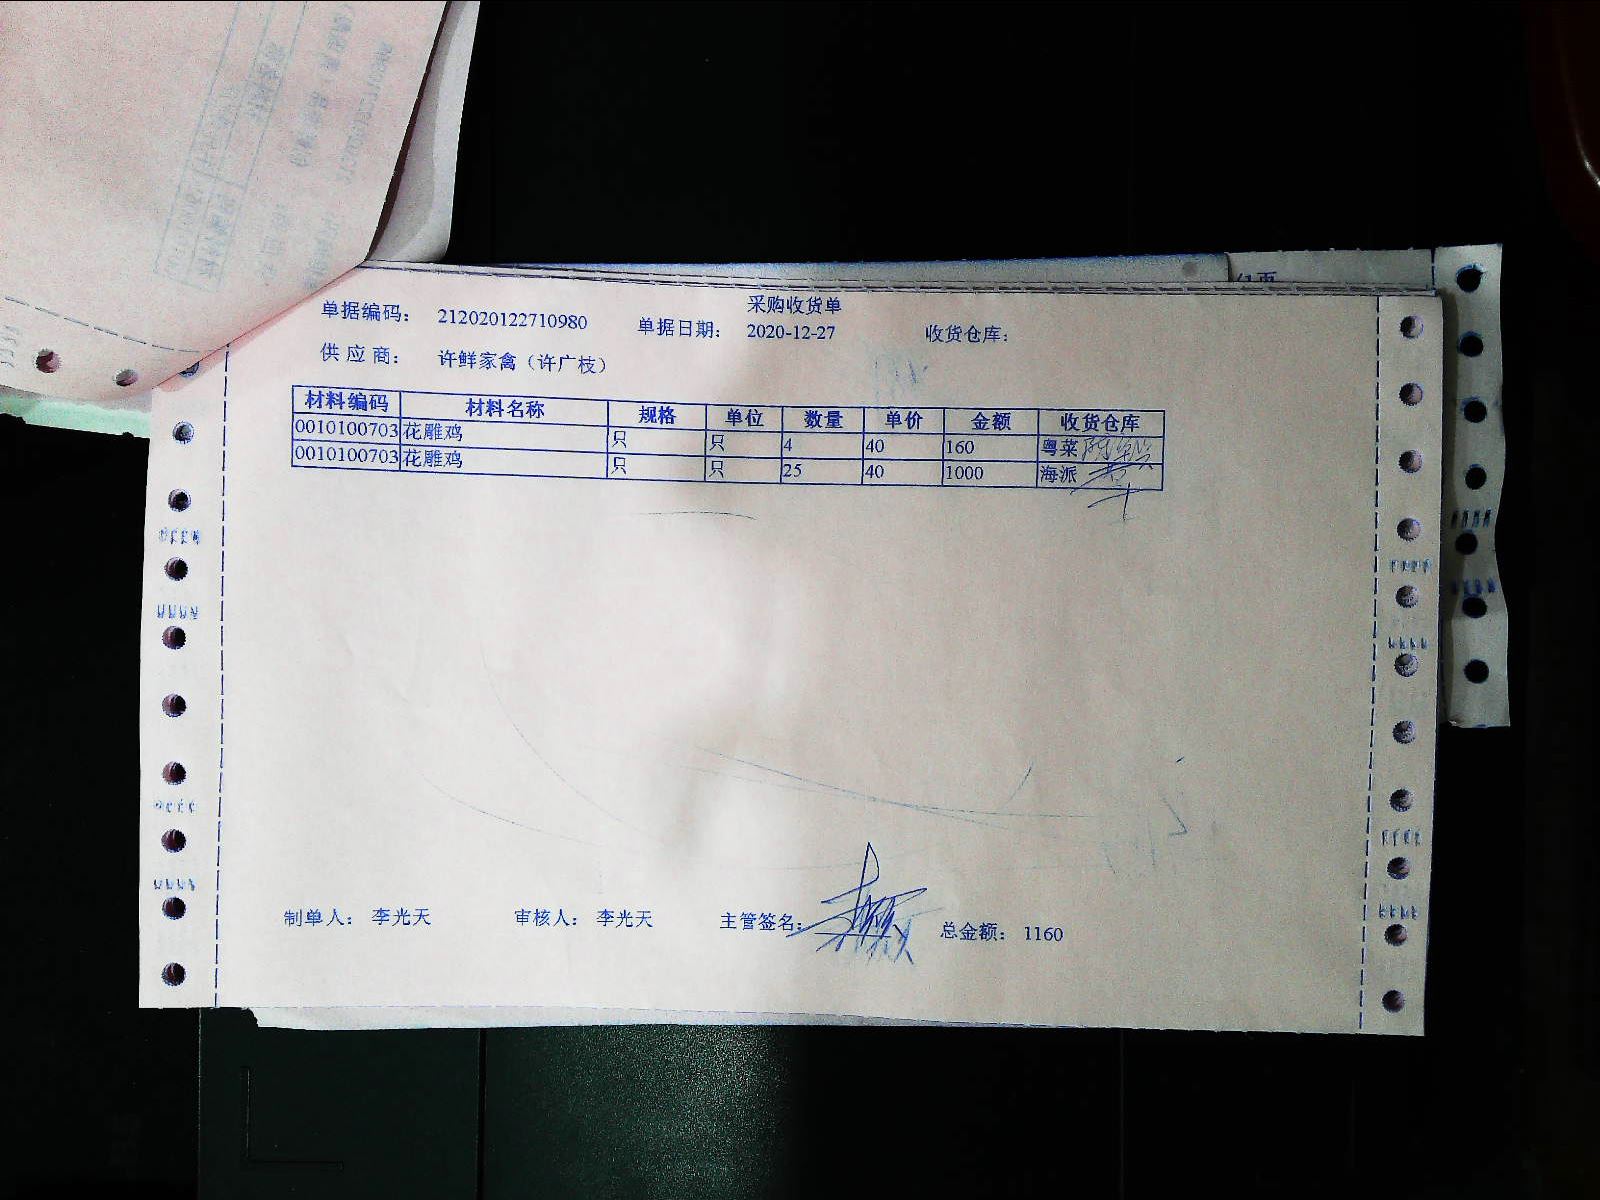 采购收货单
单据编码： 212020122710980 单据日期： 2020-12-27 收货仓库：
供 应 商： 许鲜家禽（许广枝）
材料编码 材料名称 规格 单位 数量 单价 金额 收货仓库
0010100703 花雕鸡 只 只 4 40 160 粤菜
0010100703 花雕鸡 只 只 25 40 1000 海派
制单人： 李光天 审核人： 李光天 主管签名： 总金额： 1160